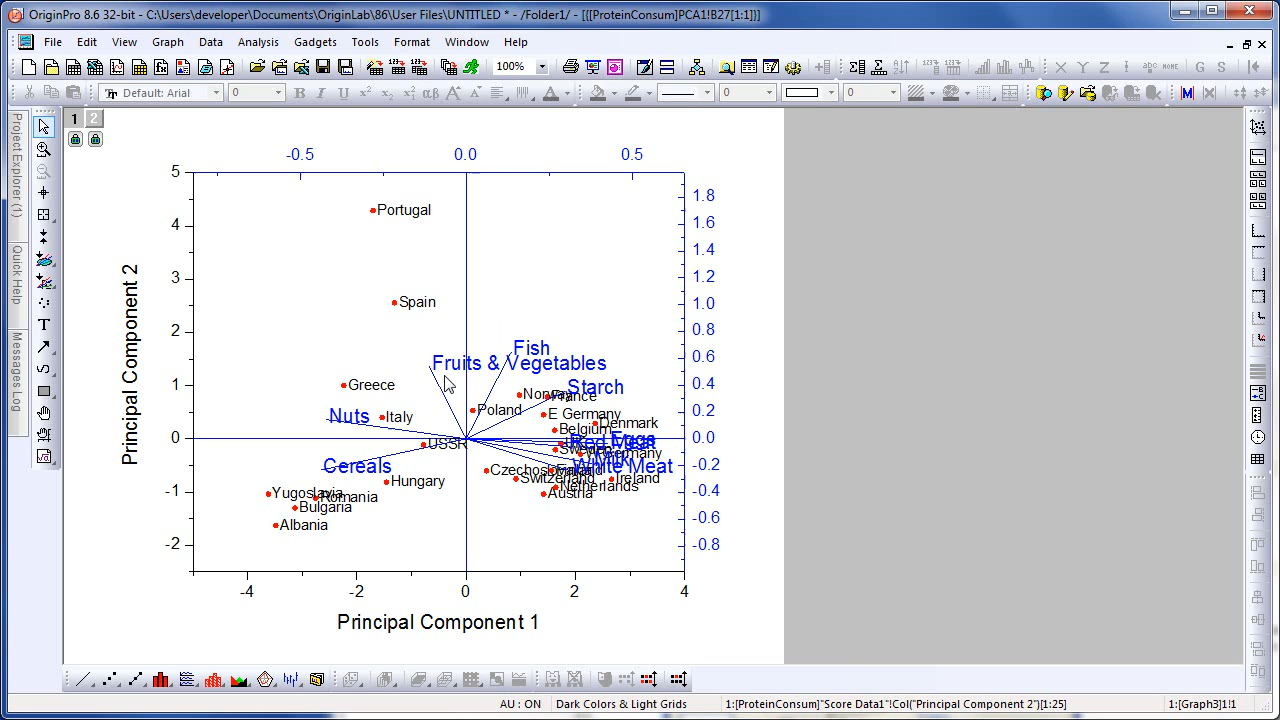 OriginPro 8.6 32-bit - C:\Users\developer\Documents\OriginLab\86\User Files\UNTITLED * - /Folder1/ - [[[ProteinConsum]PCA1!B27[1:1]]]
File Edit View Graph Data Analysis Gadgets Tools Format Window Help
100%
Default: Arial 0 B I U 0 0
1 2
Project Explorer (1)
Quick Help
Messages Log
-0.5 0.0 0.5
5 4 3 2 1 0 -1 -2
1.8
1.4
1.2
1.0
0.8
0.6
0.4
0.2
0.0
-0.2
-0.4
-0.6
-0.8
Principal Component 2
Portugal
Spain
Fish
Fruits & Vegetables
Greece
Starch
Norway
France
Poland
Nuts
Italy
E Germany
Denmark
Belgium
USSR
Red Meat
Eggs
Sweden
W Germany
Milk
Cereals
White Meat
Hungary
Switzerland
Ireland
Netherlands
Austria
Yugoslavia
Romania
Bulgaria
Albania
-4 -2 0 2 4
Principal Component 1
AU : ON Dark Colors & Light Grids 1:[ProteinConsum]"Score Data1"!Col("Principal Component 2")[1:25] 1:[Graph3]1!1